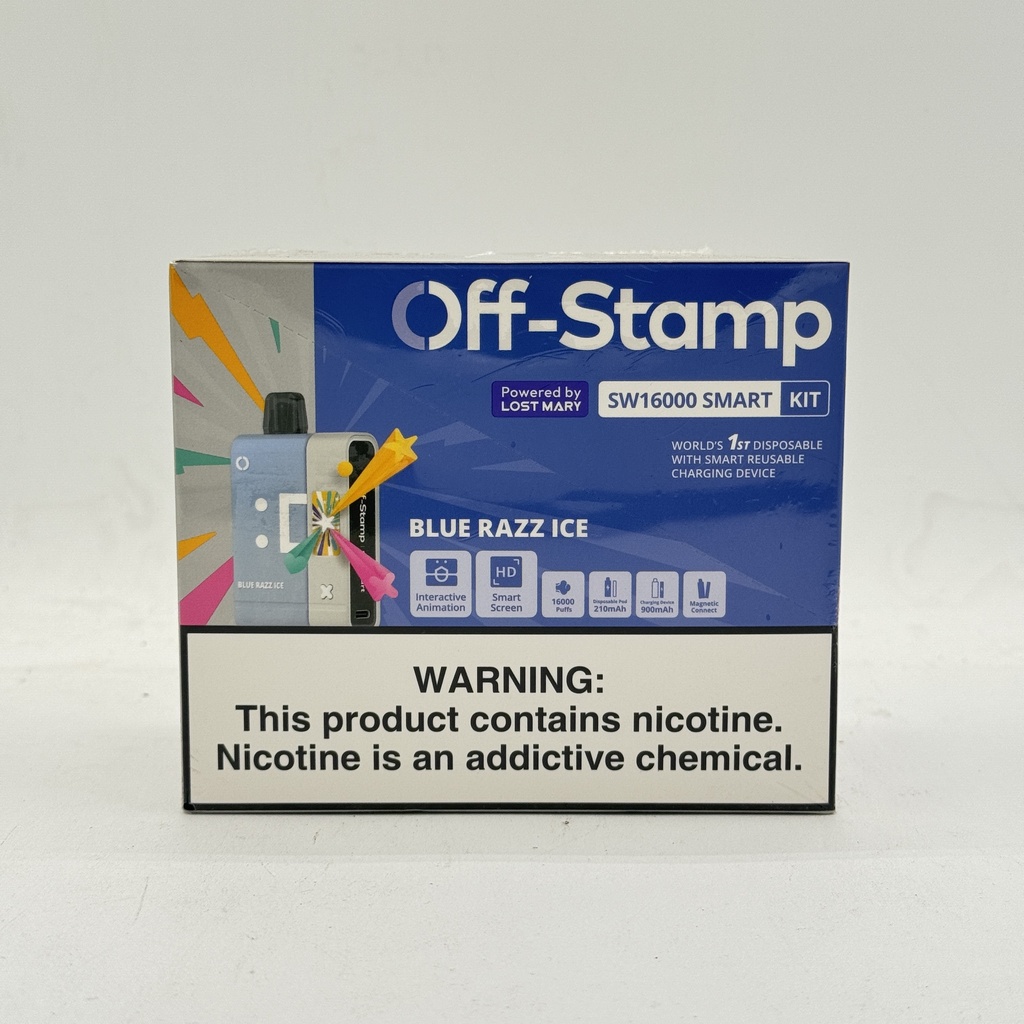 Off-Stamp
Powered by
LOST MARY
SW16000 SMART KIT
WORLD'S 1ST DISPOSABLE
WITH SMART REUSABLE
CHARGING DEVICE
BLUE RAZZ ICE
Interactive
Animation
HD
Smart
Screen
16000
Puffs
Disposable Pod
210mAh
Charging Device
900mAh
Magnetic
Connect
BLUE RAZZ ICE
Off-Stamp
WARNING:
This product contains nicotine.
Nicotine is an addictive chemical.